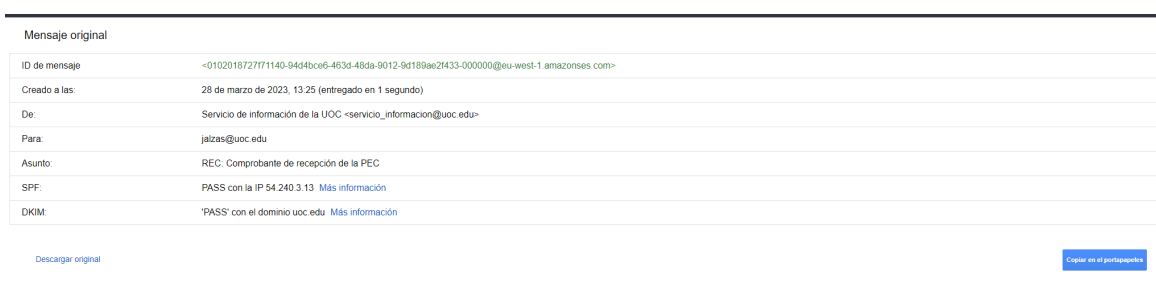 Mensaje original
ID de mensaje <0102018727f71140-94d4bce6-463d-48da-9012-9d189ae2f433-000000@eu-west-1.amazonses.com>
Creado a las: 28 de marzo de 2023, 13:25 (entregado en 1 segundo)
De: Servicio de información de la UOC <servicio_informacion@uoc.edu>
Para: jalzas@uoc.edu
Asunto: REC: Comprobante de recepción de la PEC
SPF: PASS con la IP 54.240.3.13 Más información
DKIM: 'PASS' con el dominio uoc.edu Más información
Descargar original Copiar en el portapapeles